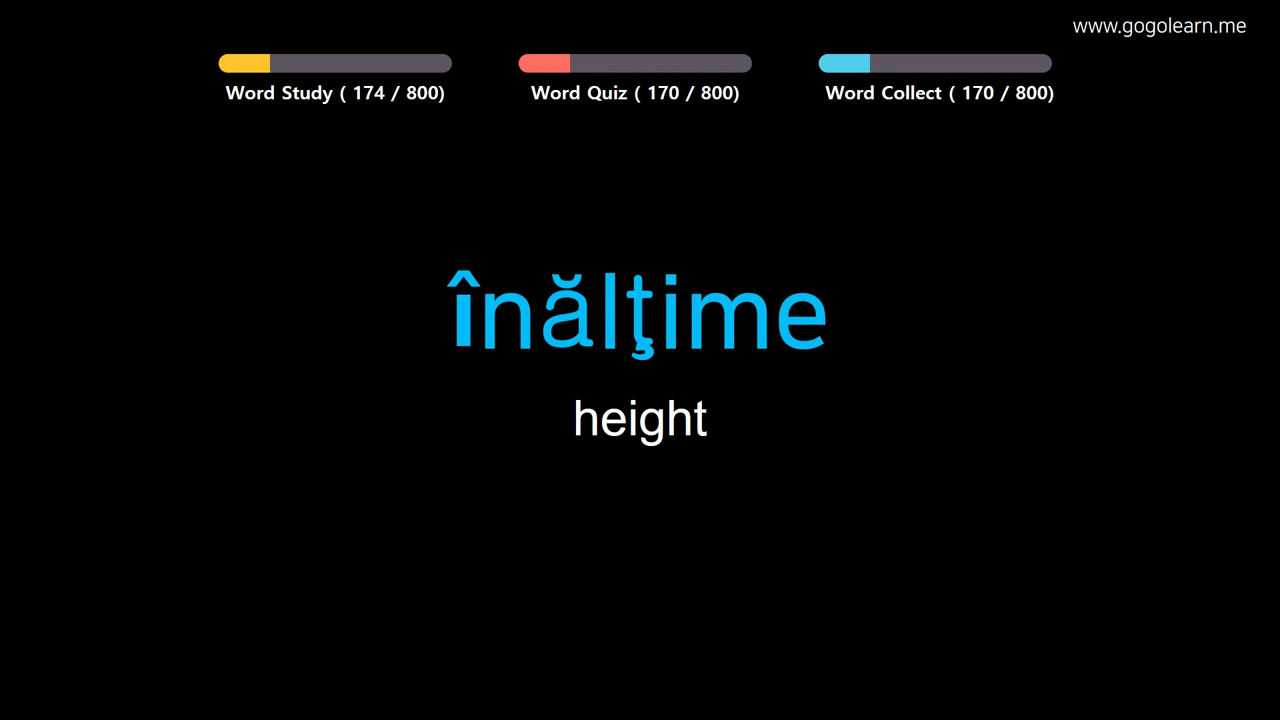 www.gogolearn.me
Word Study ( 174 / 800)
Word Quiz ( 170 / 800)
Word Collect ( 170 / 800)
înălţime
height